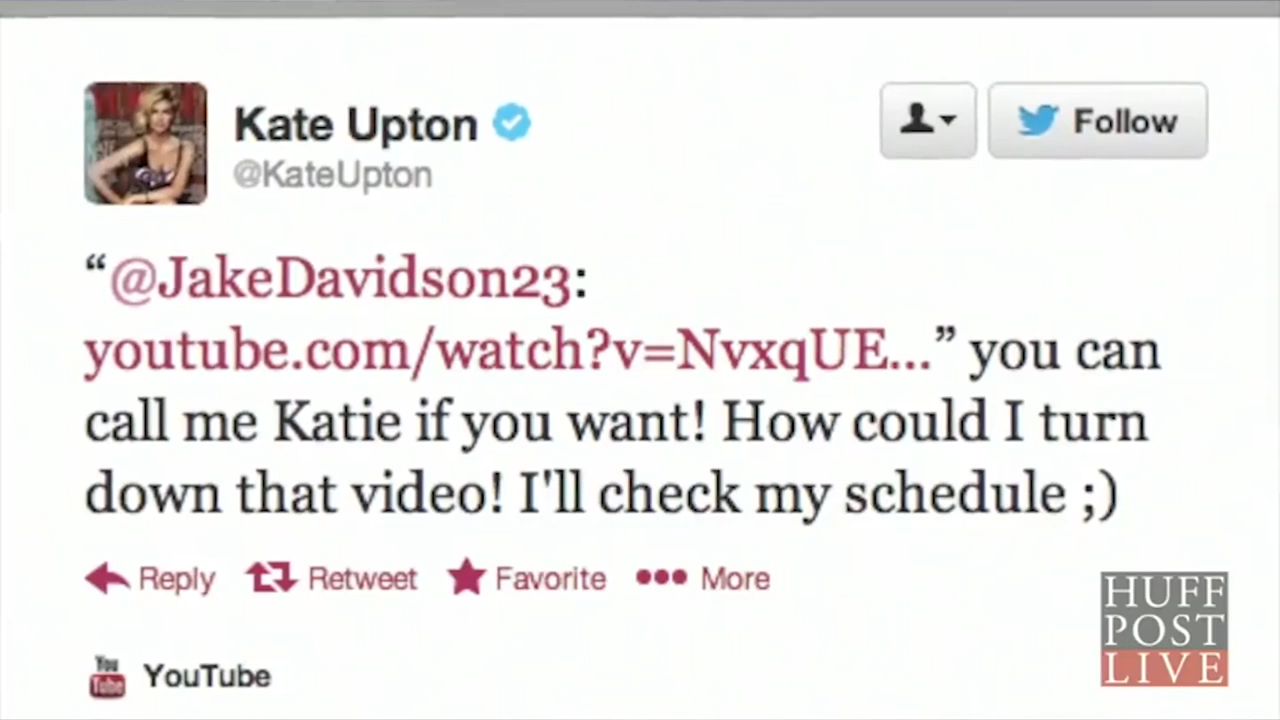 Kate Upton
@KateUpton
Follow
“@JakeDavidson23:
youtube.com/watch?v=NvxqUE...” you can
call me Katie if you want! How could I turn
down that video! I'll check my schedule ;)
Reply Retweet Favorite More
You
Tube
YouTube
HUFF
POST
LIVE